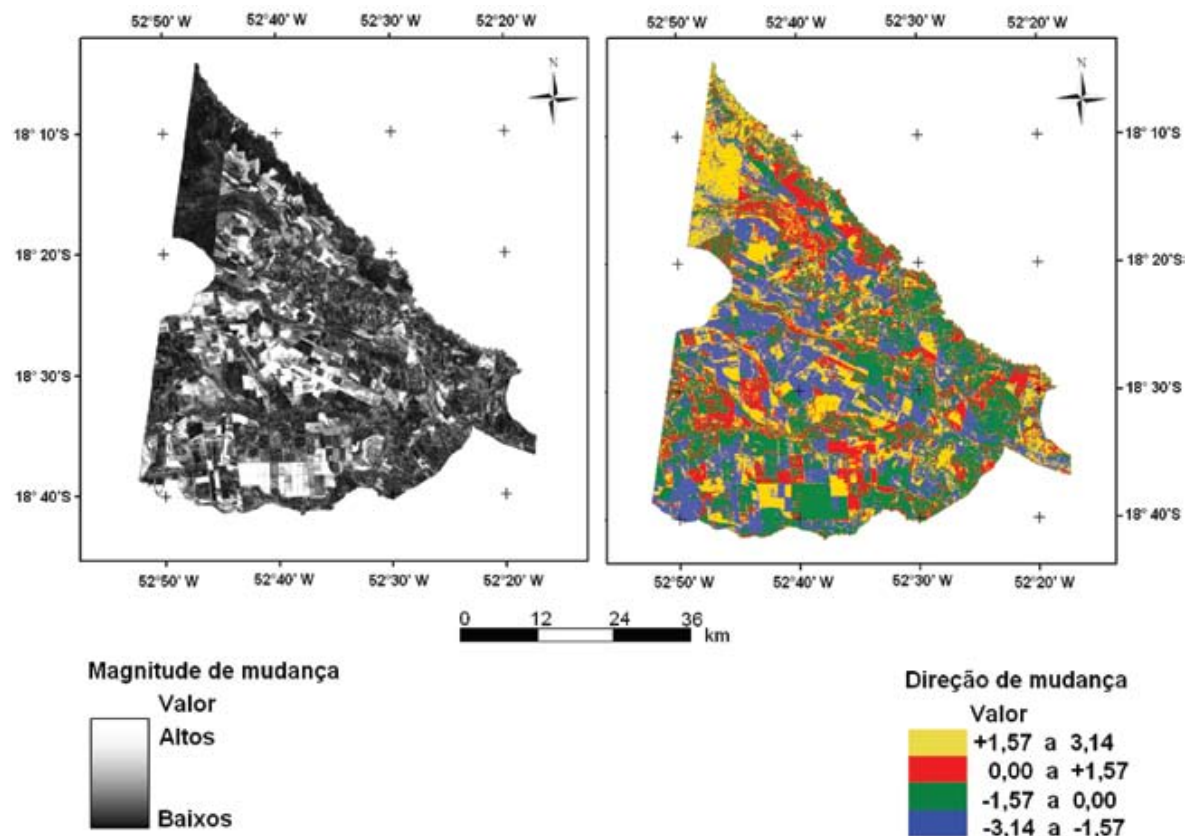 52°50' W 52°40' W 52°30' W 52°20' W
52°50' W 52°40' W 52°30' W 52°20' W
N
N
18° 10'S
18° 20'S
18° 30'S
18° 40'S
18° 10'S
18° 20'S
18° 30'S
18° 40'S
52°50' W 52°40' W 52°30' W 52°20' W
52°50' W 52°40' W 52°30' W 52°20' W
0 12 24 36
km
Magnitude de mudança
Valor
Altos
Baixos
Direção de mudança
Valor
+1,57 a 3,14
0,00 a +1,57
-1,57 a 0,00
-3,14 a -1,57